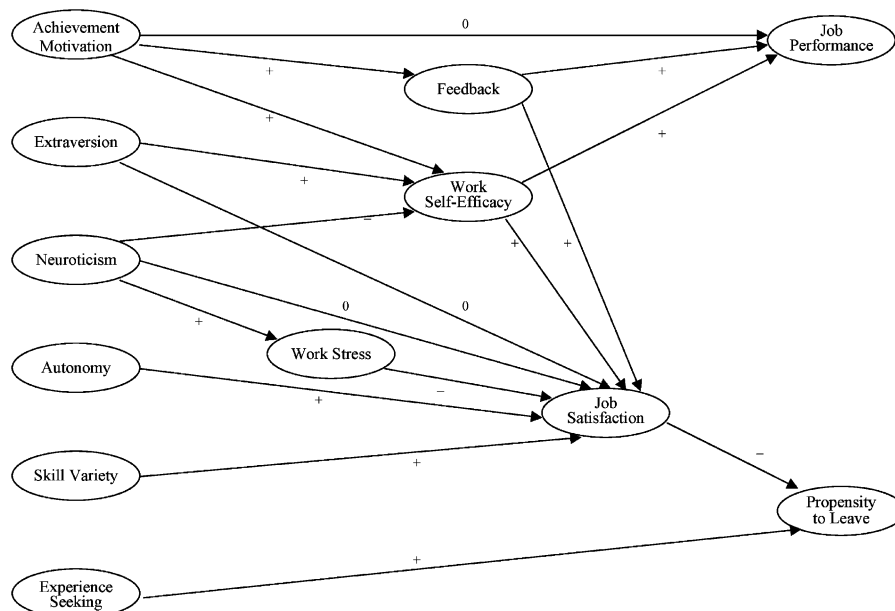 Achievement
Motivation
0
Job
Performance
+
Feedback
+
+
+
Extraversion
+
Work
Self-Efficacy
–
+
+
Neuroticism
0
0
+
Work Stress
Autonomy
+
–
Job
Satisfaction
Skill Variety
+
–
Propensity
to Leave
+
Experience
Seeking